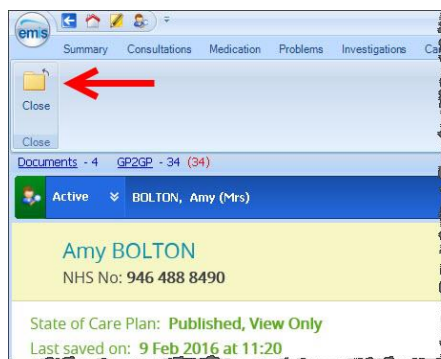 emis
Summary Consultations Medication Problems Investigations
Close
Close
Documents - 4 GP2GP - 34 (34)
Active BOLTON, Amy (Mrs)
Amy BOLTON
NHS No: 946 488 8490
State of Care Plan: Published, View Only
Last saved on: 9 Feb 2016 at 11:20